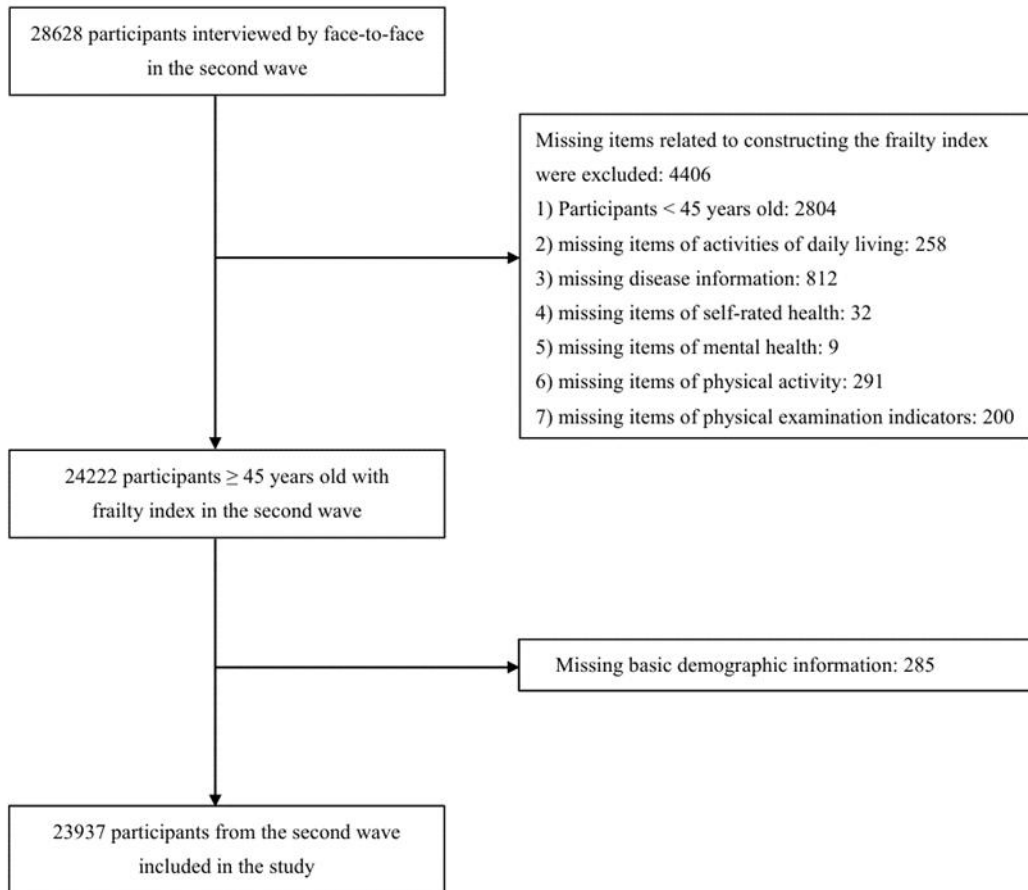 28628 participants interviewed by face-to-face
in the second wave
Missing items related to constructing the frailty index
were excluded: 4406
1) Participants < 45 years old: 2804
2) missing items of activities of daily living: 258
3) missing disease information: 812
4) missing items of self-rated health: 32
5) missing items of mental health: 9
6) missing items of physical activity: 291
7) missing items of physical examination indicators: 200
24222 participants ≥ 45 years old with
frailty index in the second wave
Missing basic demographic information: 285
23937 participants from the second wave
included in the study